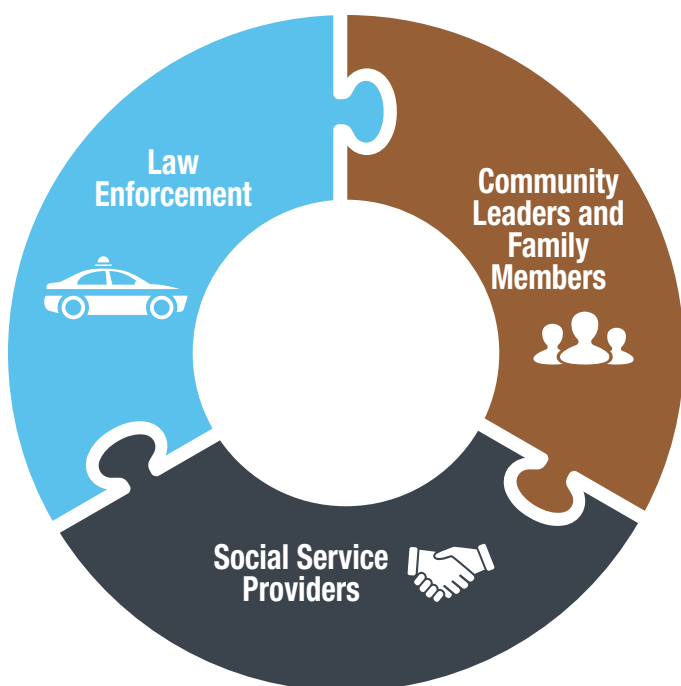 Law
Enforcement
Community
Leaders and
Family
Members
Social Service
Providers